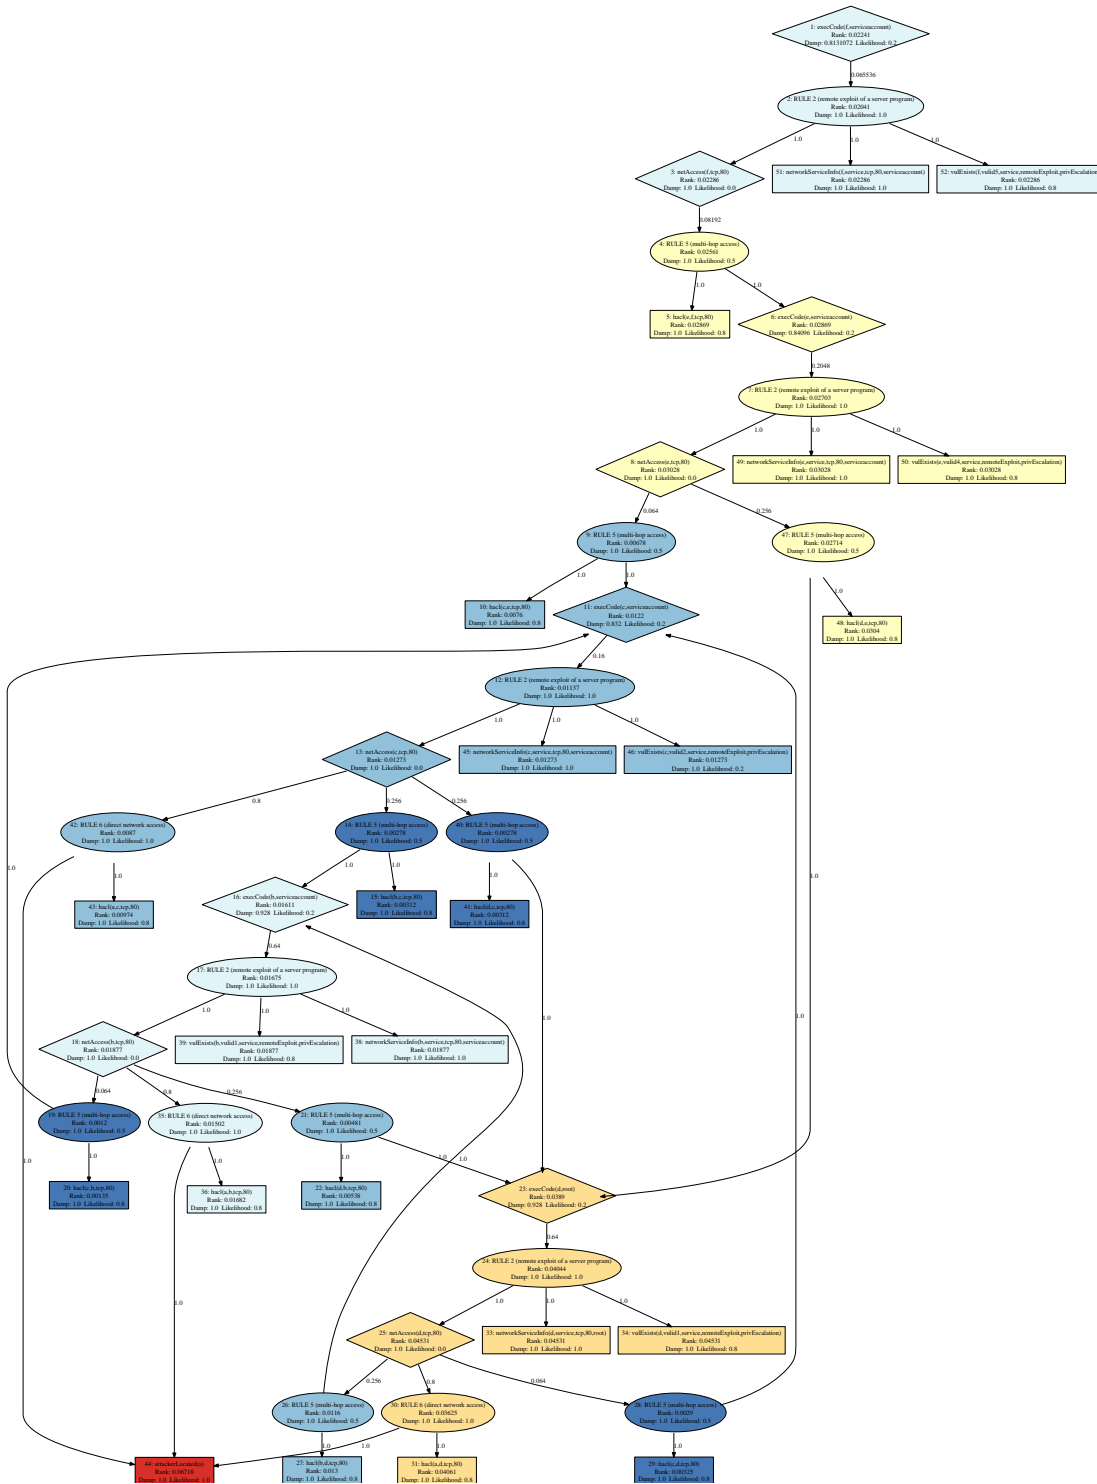 1: execCode(f,serviceaccount)
Rank: 0.02241
Damp: 0.8131072 Likelihood: 0.2
0.065536
2: RULE 2 (remote exploit of a server program)
Rank: 0.02041
Damp: 1.0 Likelihood: 1.0
1.0
1.0
1.0
3: netAccess(f,tcp,80)
Rank: 0.02286
Damp: 1.0 Likelihood: 0.0
51: networkServiceInfo(f,service,tcp,80,serviceaccount)
Rank: 0.02286
Damp: 1.0 Likelihood: 1.0
52: vulExists(f,vulid5,service,remoteExploit,privEscalation)
Rank: 0.02286
Damp: 1.0 Likelihood: 0.8
0.08192
4: RULE 5 (multi-hop access)
Rank: 0.02561
Damp: 1.0 Likelihood: 0.5
1.0
1.0
5: hacl(e,f,tcp,80)
Rank: 0.02869
Damp: 1.0 Likelihood: 0.8
6: execCode(e,serviceaccount)
Rank: 0.02869
Damp: 0.84096 Likelihood: 0.2
0.2048
7: RULE 2 (remote exploit of a server program)
Rank: 0.02703
Damp: 1.0 Likelihood: 1.0
1.0
1.0
1.0
8: netAccess(e,tcp,80)
Rank: 0.03028
Damp: 1.0 Likelihood: 0.0
49: networkServiceInfo(e,service,tcp,80,serviceaccount)
Rank: 0.03028
Damp: 1.0 Likelihood: 1.0
50: vulExists(e,vulid4,service,remoteExploit,privEscalation)
Rank: 0.03028
Damp: 1.0 Likelihood: 0.8
0.064
0.256
9: RULE 5 (multi-hop access)
Rank: 0.00678
Damp: 1.0 Likelihood: 0.5
47: RULE 5 (multi-hop access)
Rank: 0.02714
Damp: 1.0 Likelihood: 0.5
1.0
1.0
1.0
10: hacl(c,e,tcp,80)
Rank: 0.0076
Damp: 1.0 Likelihood: 0.8
11: execCode(c,serviceaccount)
Rank: 0.0122
Damp: 0.832 Likelihood: 0.2
48: hacl(d,e,tcp,80)
Rank: 0.0304
Damp: 1.0 Likelihood: 0.8
0.16
12: RULE 2 (remote exploit of a server program)
Rank: 0.01137
Damp: 1.0 Likelihood: 1.0
1.0
1.0
1.0
13: netAccess(c,tcp,80)
Rank: 0.01273
Damp: 1.0 Likelihood: 0.0
45: networkServiceInfo(c,service,tcp,80,serviceaccount)
Rank: 0.01273
Damp: 1.0 Likelihood: 1.0
46: vulExists(c,vulid2,service,remoteExploit,privEscalation)
Rank: 0.01273
Damp: 1.0 Likelihood: 0.2
0.8
0.256
0.256
42: RULE 6 (direct network access)
Rank: 0.0087
Damp: 1.0 Likelihood: 1.0
14: RULE 5 (multi-hop access)
Rank: 0.00278
Damp: 1.0 Likelihood: 0.5
40: RULE 5 (multi-hop access)
Rank: 0.00278
Damp: 1.0 Likelihood: 0.5
1.0
1.0
1.0
1.0
1.0
1.0
43: hacl(a,c,tcp,80)
Rank: 0.00974
Damp: 1.0 Likelihood: 0.8
16: execCode(b,serviceaccount)
Rank: 0.01611
Damp: 0.928 Likelihood: 0.2
15: hacl(b,c,tcp,80)
Rank: 0.00312
Damp: 1.0 Likelihood: 0.8
41: hacl(d,c,tcp,80)
Rank: 0.00312
Damp: 1.0 Likelihood: 0.8
0.64
17: RULE 2 (remote exploit of a server program)
Rank: 0.01675
Damp: 1.0 Likelihood: 1.0
1.0
1.0
1.0
1.0
1.0
18: netAccess(b,tcp,80)
Rank: 0.01877
Damp: 1.0 Likelihood: 0.0
39: vulExists(b,vulid1,service,remoteExploit,privEscalation)
Rank: 0.01877
Damp: 1.0 Likelihood: 0.8
38: networkServiceInfo(b,service,tcp,80,serviceaccount)
Rank: 0.01877
Damp: 1.0 Likelihood: 1.0
0.064
0.8
0.256
19: RULE 5 (multi-hop access)
Rank: 0.0012
Damp: 1.0 Likelihood: 0.5
35: RULE 6 (direct network access)
Rank: 0.01502
Damp: 1.0 Likelihood: 1.0
21: RULE 5 (multi-hop access)
Rank: 0.00481
Damp: 1.0 Likelihood: 0.5
1.0
1.0
1.0
1.0
1.0
1.0
20: hacl(c,b,tcp,80)
Rank: 0.00135
Damp: 1.0 Likelihood: 0.8
36: hacl(a,b,tcp,80)
Rank: 0.01682
Damp: 1.0 Likelihood: 0.8
22: hacl(d,b,tcp,80)
Rank: 0.00538
Damp: 1.0 Likelihood: 0.8
23: execCode(d,root)
Rank: 0.0389
Damp: 0.928 Likelihood: 0.2
0.64
24: RULE 2 (remote exploit of a server program)
Rank: 0.04044
Damp: 1.0 Likelihood: 1.0
1.0
1.0
1.0
1.0
25: netAccess(d,tcp,80)
Rank: 0.04531
Damp: 1.0 Likelihood: 0.0
33: networkServiceInfo(d,service,tcp,80,root)
Rank: 0.04531
Damp: 1.0 Likelihood: 1.0
34: vulExists(d,vulid1,service,remoteExploit,privEscalation)
Rank: 0.04531
Damp: 1.0 Likelihood: 0.8
0.256
0.8
0.064
26: RULE 5 (multi-hop access)
Rank: 0.0116
Damp: 1.0 Likelihood: 0.5
30: RULE 6 (direct network access)
Rank: 0.03625
Damp: 1.0 Likelihood: 1.0
28: RULE 5 (multi-hop access)
Rank: 0.0029
Damp: 1.0 Likelihood: 0.5
1.0
1.0
1.0
1.0
44: attackerLocated(a)
Rank: 0.06718
Damp: 1.0 Likelihood: 1.0
27: hacl(b,d,tcp,80)
Rank: 0.013
Damp: 1.0 Likelihood: 0.8
31: hacl(a,d,tcp,80)
Rank: 0.04061
Damp: 1.0 Likelihood: 0.8
29: hacl(c,d,tcp,80)
Rank: 0.00325
Damp: 1.0 Likelihood: 0.8